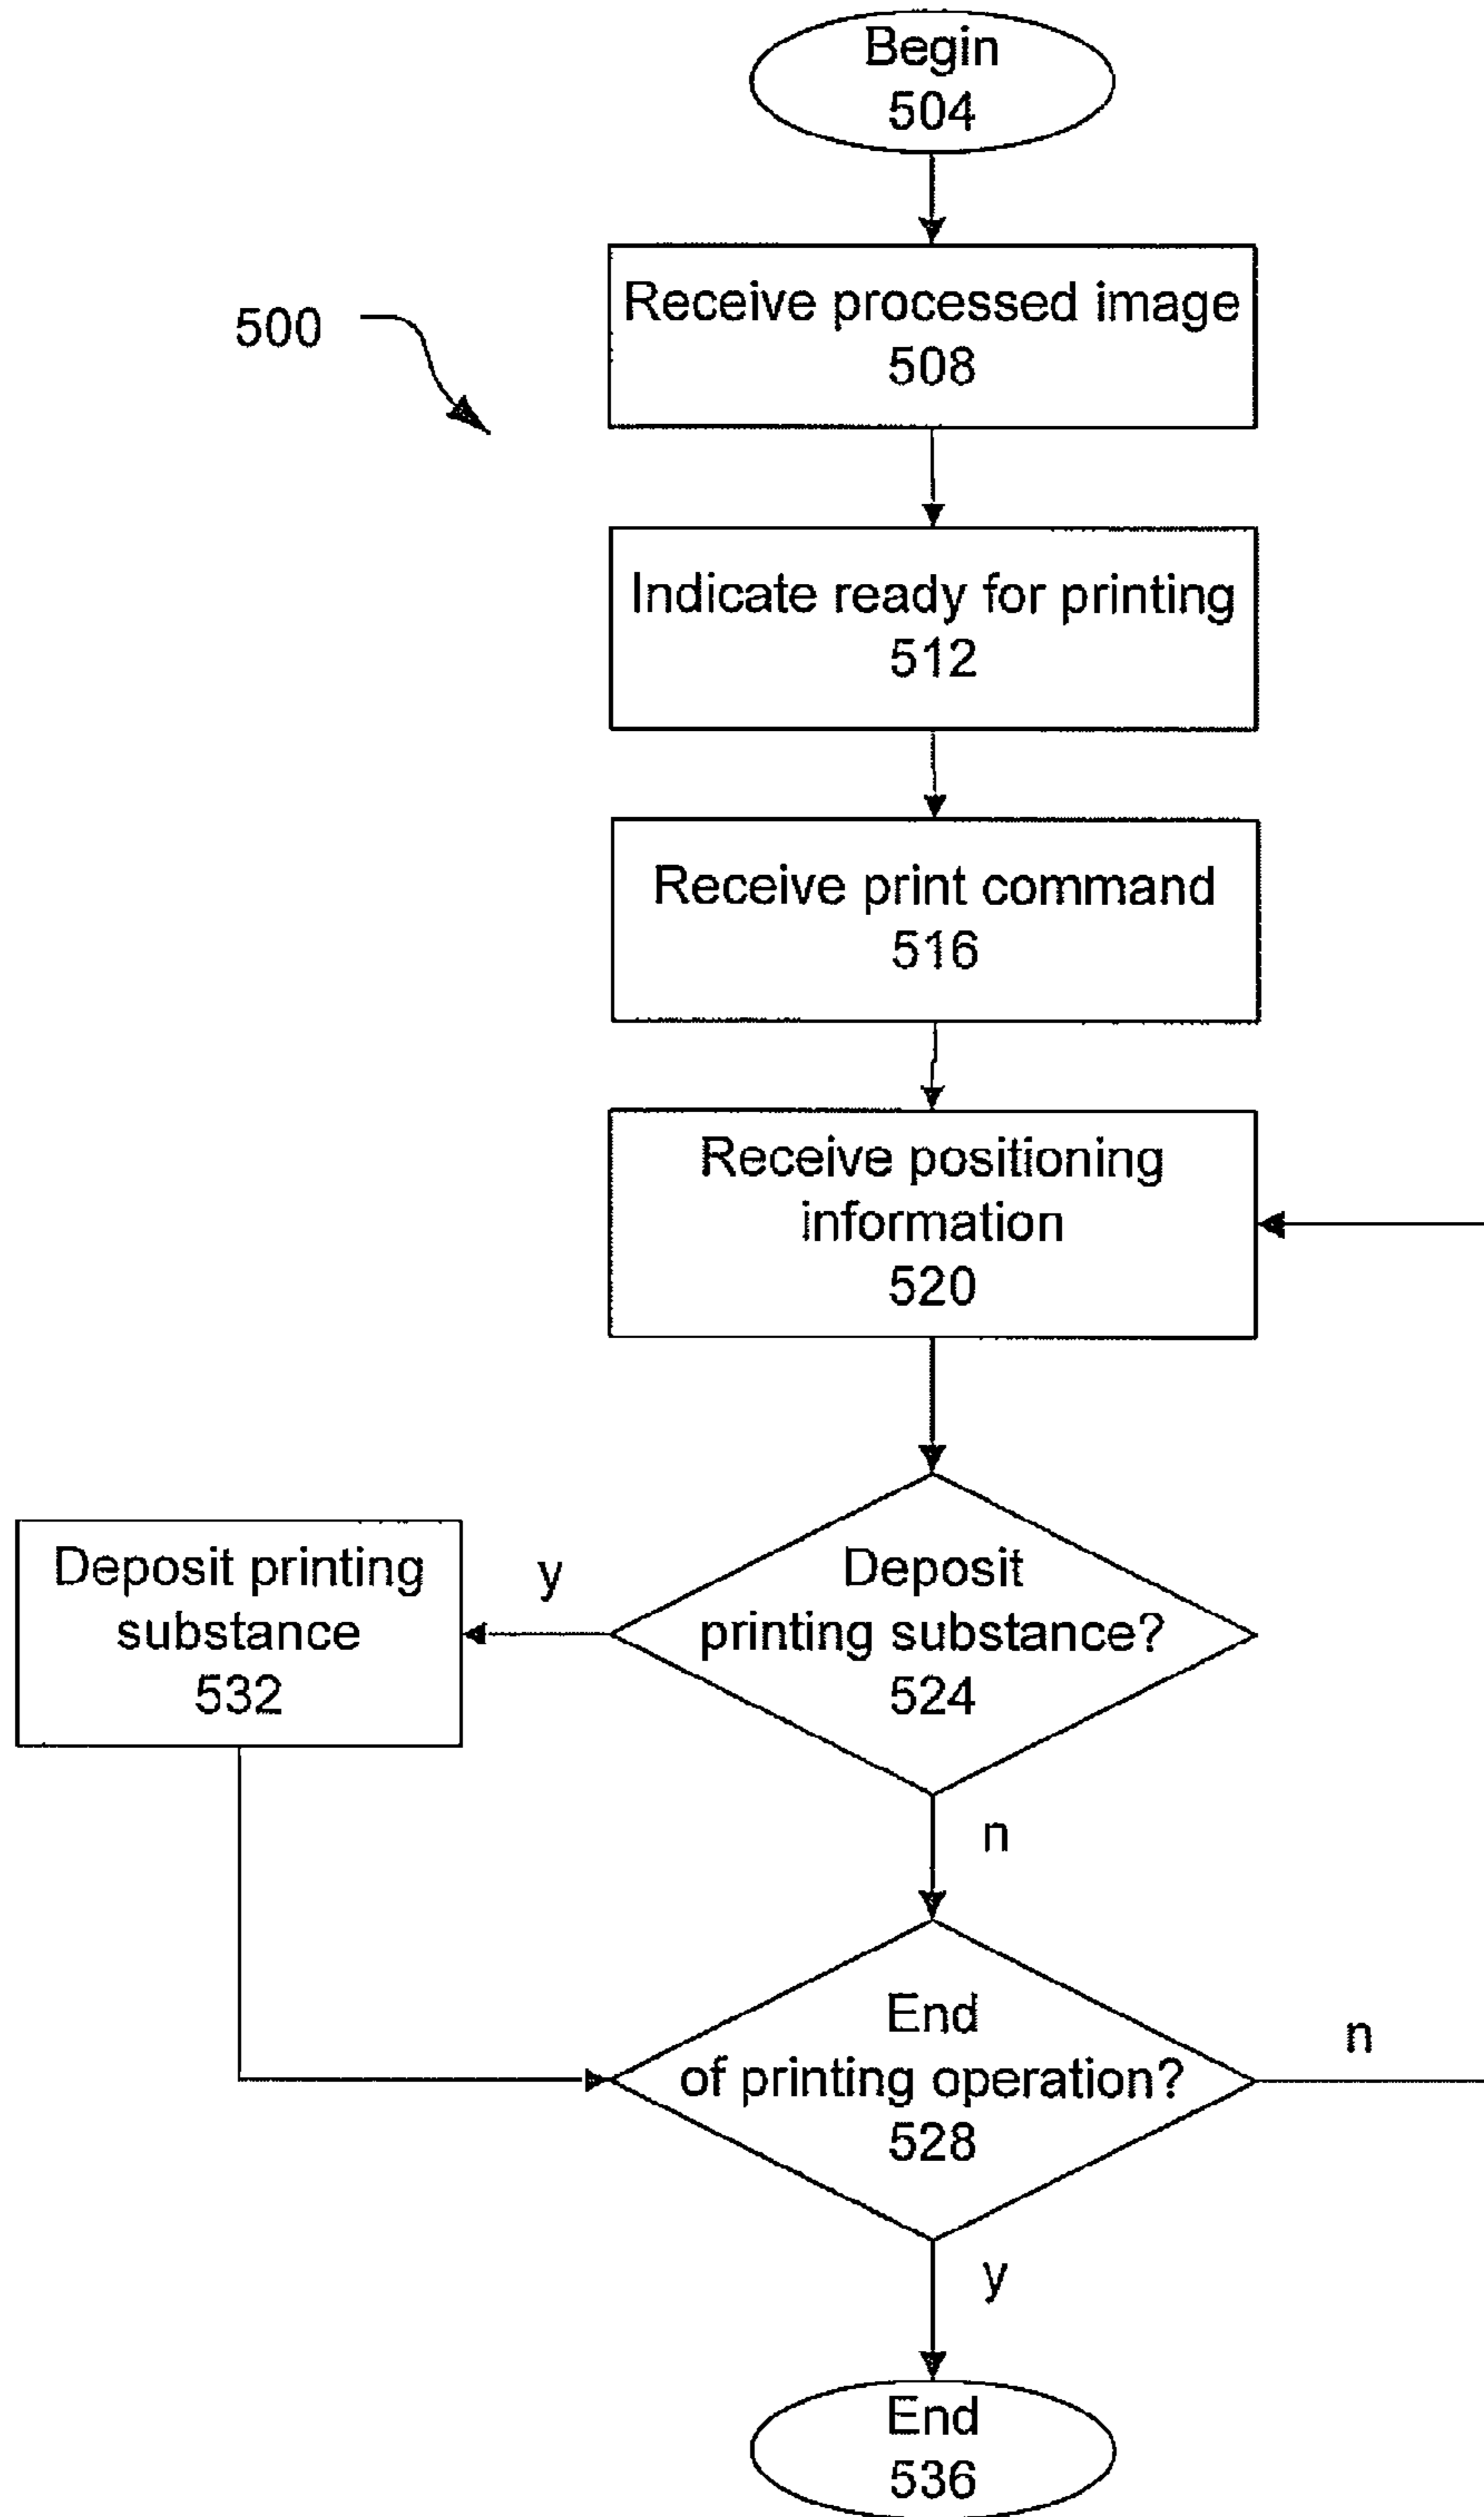 Begin
504
Receive processed image
508
500
Indicate ready for printing
512
Receive print command
516
Receive positioning
information
520
Deposit
printing substance?
524
y
Deposit printing
substance
532
n
End
of printing operation?
528
n
y
End
536